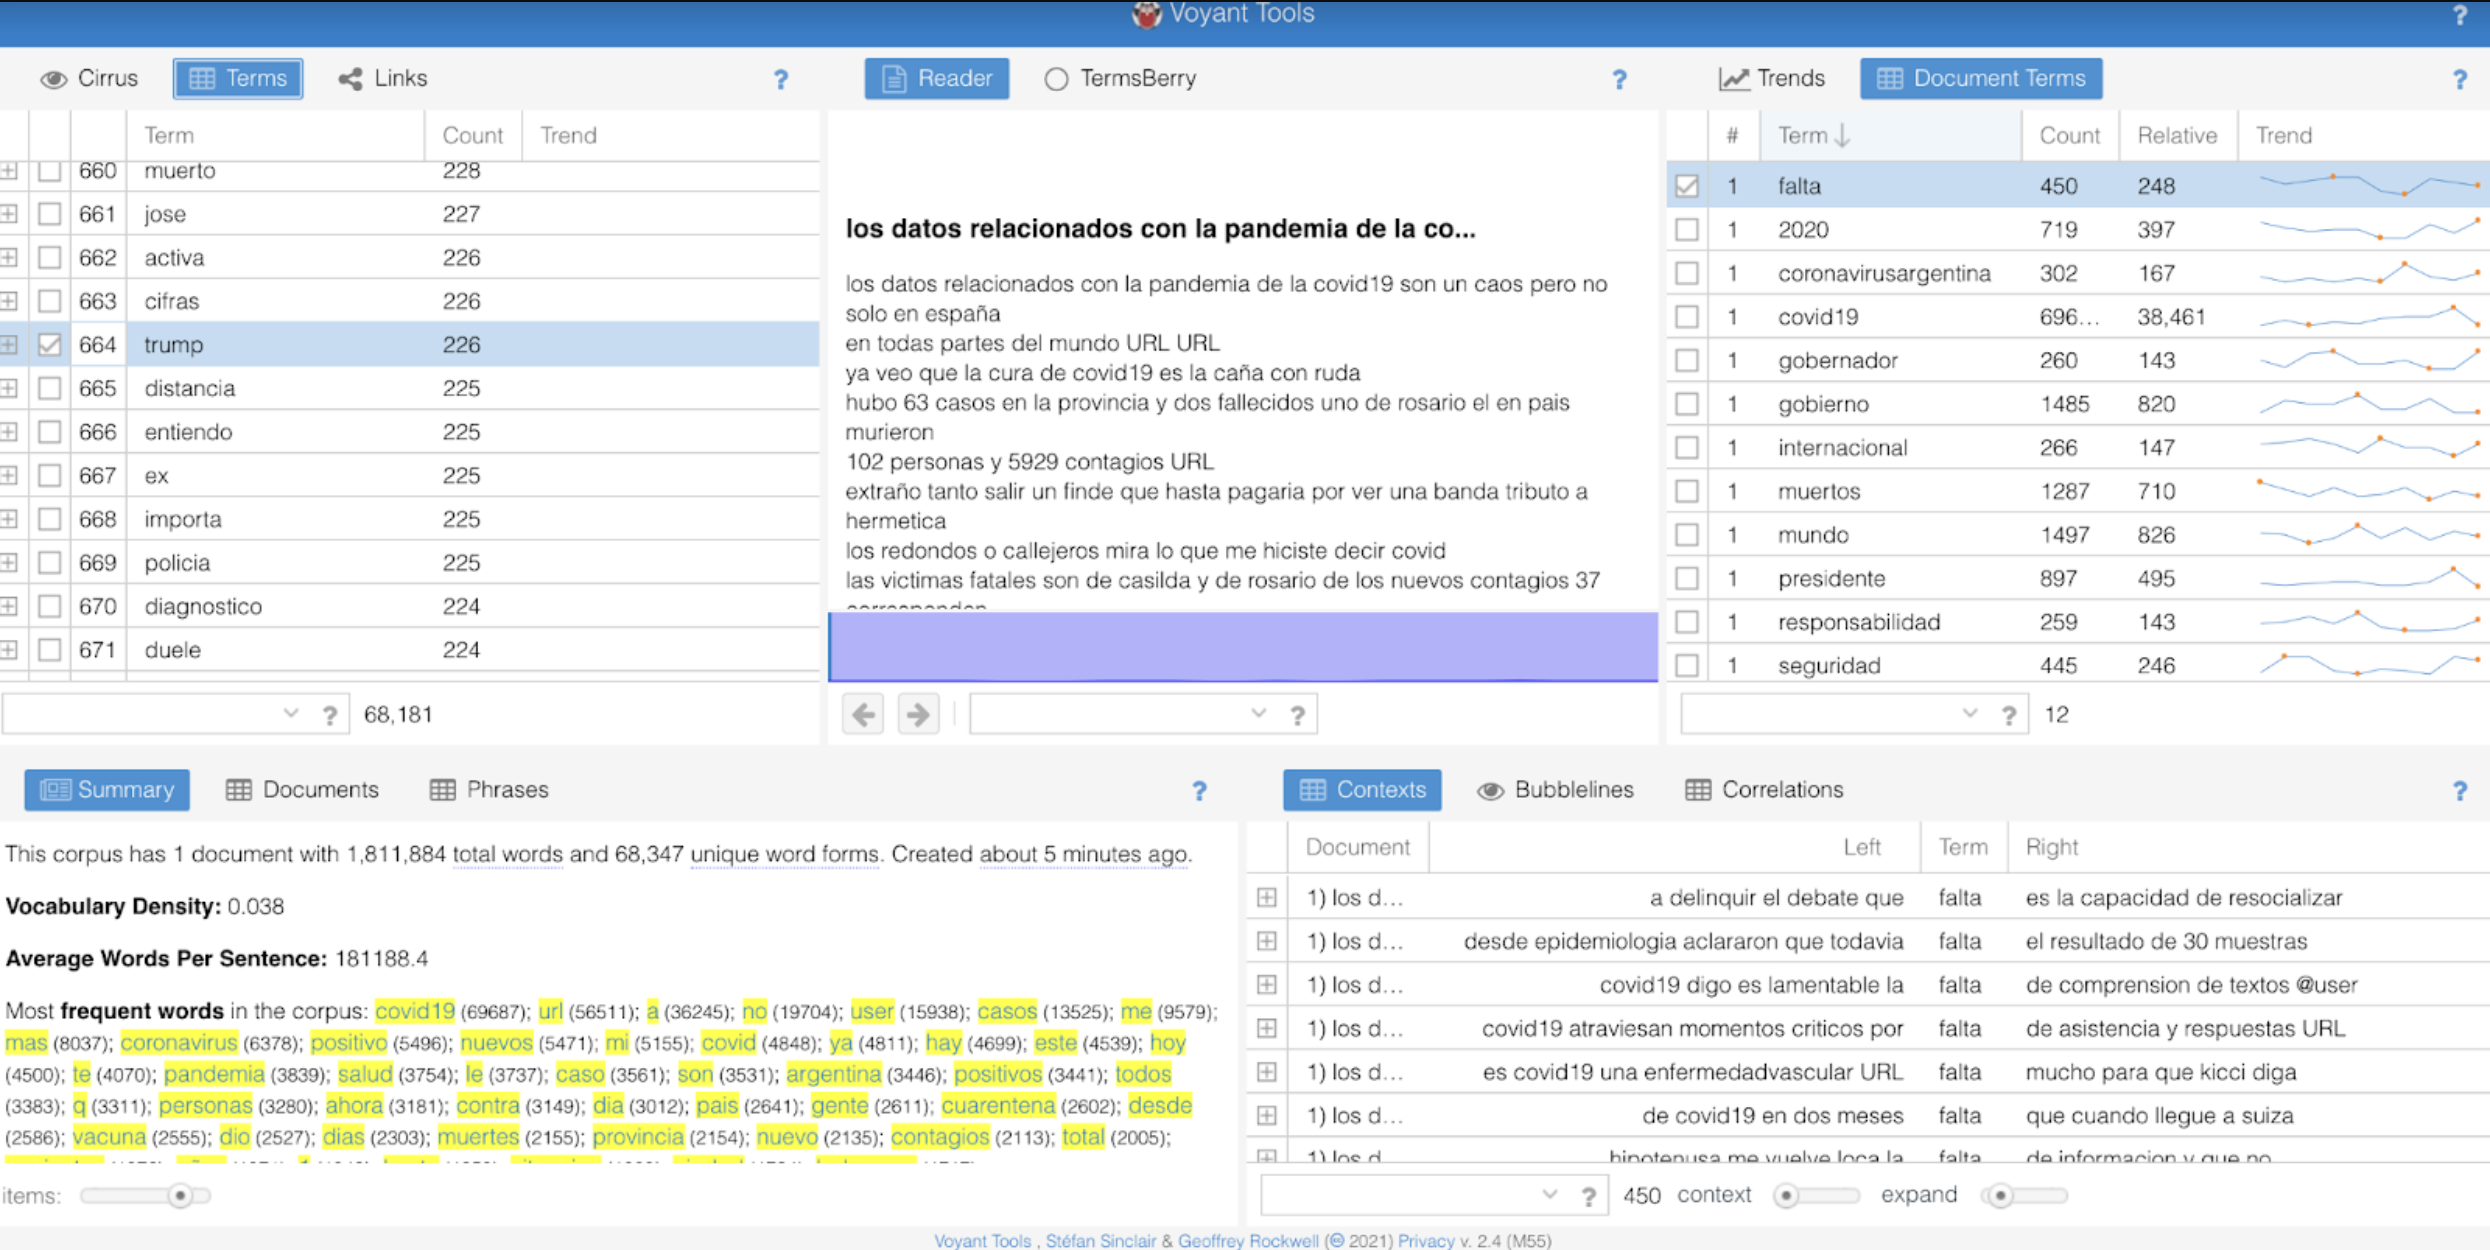 Voyant Tools
?
Cirrus Terms Links ?
Term Count Trend
660 muerto 228
661 jose 227
662 activa 226
663 cifras 226
664 trump 226
665 distancia 225
666 entiendo 225
667 ex 225
668 importa 225
669 policia 225
670 diagnostico 224
671 duele 224
? 68,181
Reader TermsBerry ?
los datos relacionados con la pandemia de la co...
los datos relacionados con la pandemia de la covid19 son un caos pero no
solo en españa
en todas partes del mundo URL URL
ya veo que la cura de covid19 es la caña con ruda
hubo 63 casos en la provincia y dos fallecidos uno de rosario el en pais
murieron
102 personas y 5929 contagios URL
extraño tanto salir un finde que hasta pagaria por ver una banda tributo a
hermetica
los redondos o callejeros mira lo que me hiciste decir covid
las victimas fatales son de casilda y de rosario de los nuevos contagios 37
?
Trends Document Terms ?
# Term Count Relative Trend
1 falta 450 248
1 2020 719 397
1 coronavirusargentina 302 167
1 covid19 696... 38,461
1 gobernador 260 143
1 gobierno 1485 820
1 internacional 266 147
1 muertos 1287 710
1 mundo 1497 826
1 presidente 897 495
1 responsabilidad 259 143
1 seguridad 445 246
? 12
Summary Documents Phrases ?
This corpus has 1 document with 1,811,884 total words and 68,347 unique word forms. Created about 5 minutes ago.
Vocabulary Density: 0.038
Average Words Per Sentence: 181188.4
Most frequent words in the corpus: covid19 (69687); url (56511); a (36245); no (19704); user (15938); casos (13525); me (9579);
mas (8037); coronavirus (6378); positivo (5496); nuevos (5471); mi (5155); covid (4848); ya (4811); hay (4699); este (4539); hoy
(4500); te (4070); pandemia (3839); salud (3754); le (3737); caso (3561); son (3531); argentina (3446); positivos (3441); todos
(3383); q (3311); personas (3280); ahora (3181); contra (3149); dia (3012); pais (2641); gente (2611); cuarentena (2602); desde
(2586); vacuna (2555); dio (2527); dias (2303); muertes (2155); provincia (2154); nuevo (2135); contagios (2113); total (2005);
items:
Contexts Bubblelines Correlations ?
Document Left Term Right
1) los d... a delinquir el debate que falta es la capacidad de resocializar
1) los d... desde epidemiologia aclararon que todavia falta el resultado de 30 muestras
1) los d... covid19 digo es lamentable la falta de comprension de textos @user
1) los d... covid19 atraviesan momentos criticos por falta de asistencia y respuestas URL
1) los d... es covid19 una enfermedadvascular URL falta mucho para que kicci diga
1) los d... de covid19 en dos meses falta que cuando llegue a suiza
1) los d hipotenusa me vuelve loca la falta de informacion y que no
? 450 context expand
Voyant Tools , Stéfan Sinclair & Geoffrey Rockwell (© 2021) Privacy v. 2.4 (M55)